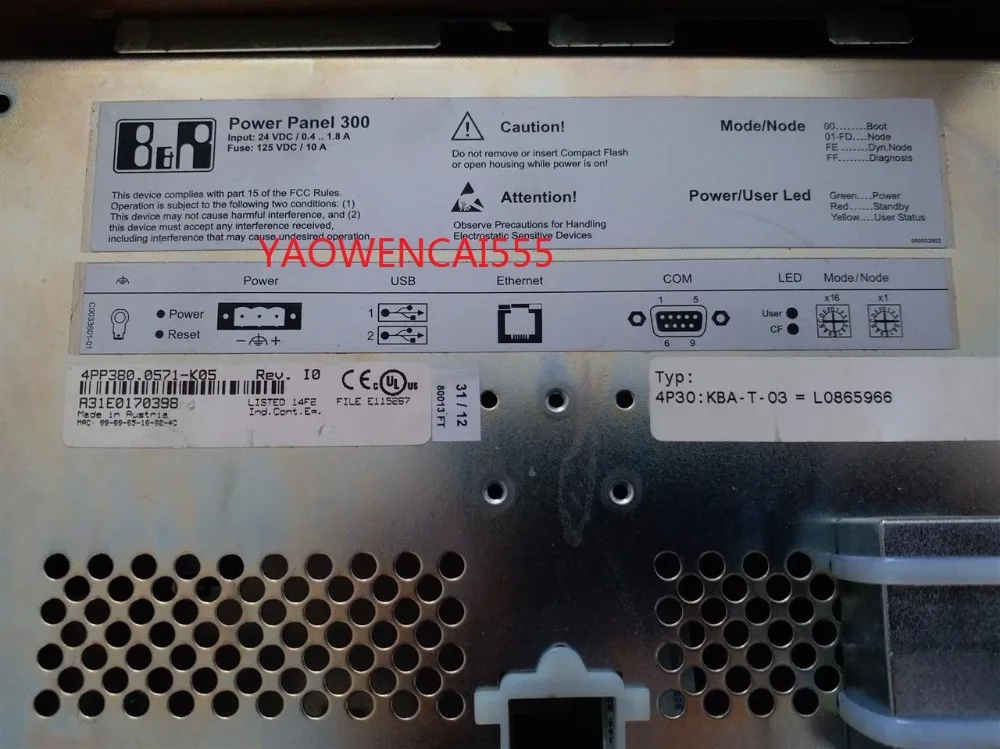 B&R
Power Panel 300
Input: 24 VDC / 0.4 .. 1.8 A
Fuse: 125 VDC / 10 A
This device complies with part 15 of the FCC Rules.
Operation is subject to the following two conditions: (1)
This device may not cause harmful interference, and (2)
this device must accept any interference received,
including interference that may cause undesired operation
Caution!
Do not remove or insert Compact Flash
or open housing while power is on!
Attention!
Observe Precautions for Handling
Electrostatic Sensitive Devices.
Mode/Node
00........Boot
01-FD....Node
FE ......Dyn.Node
FF........Diagnosis
Power/User Led
Green....Power
Red......Standby
Yellow....User Status
YAOWENCAI555
Power
USB
Ethernet
COM
LED
Mode/Node
C0033601-01
Power
Reset
1
2
1 5
6 9
User
CF
x16
x1
4PP380.0571-K05
Rev. I0
A31E0170398
Made in Austria
LISTED 14F2
Ind.Cont.Eq.
CE
C UL US
FILE E115267
31/12
80013 FT
Typ:
4P30:KBA-T-03 = L0865966